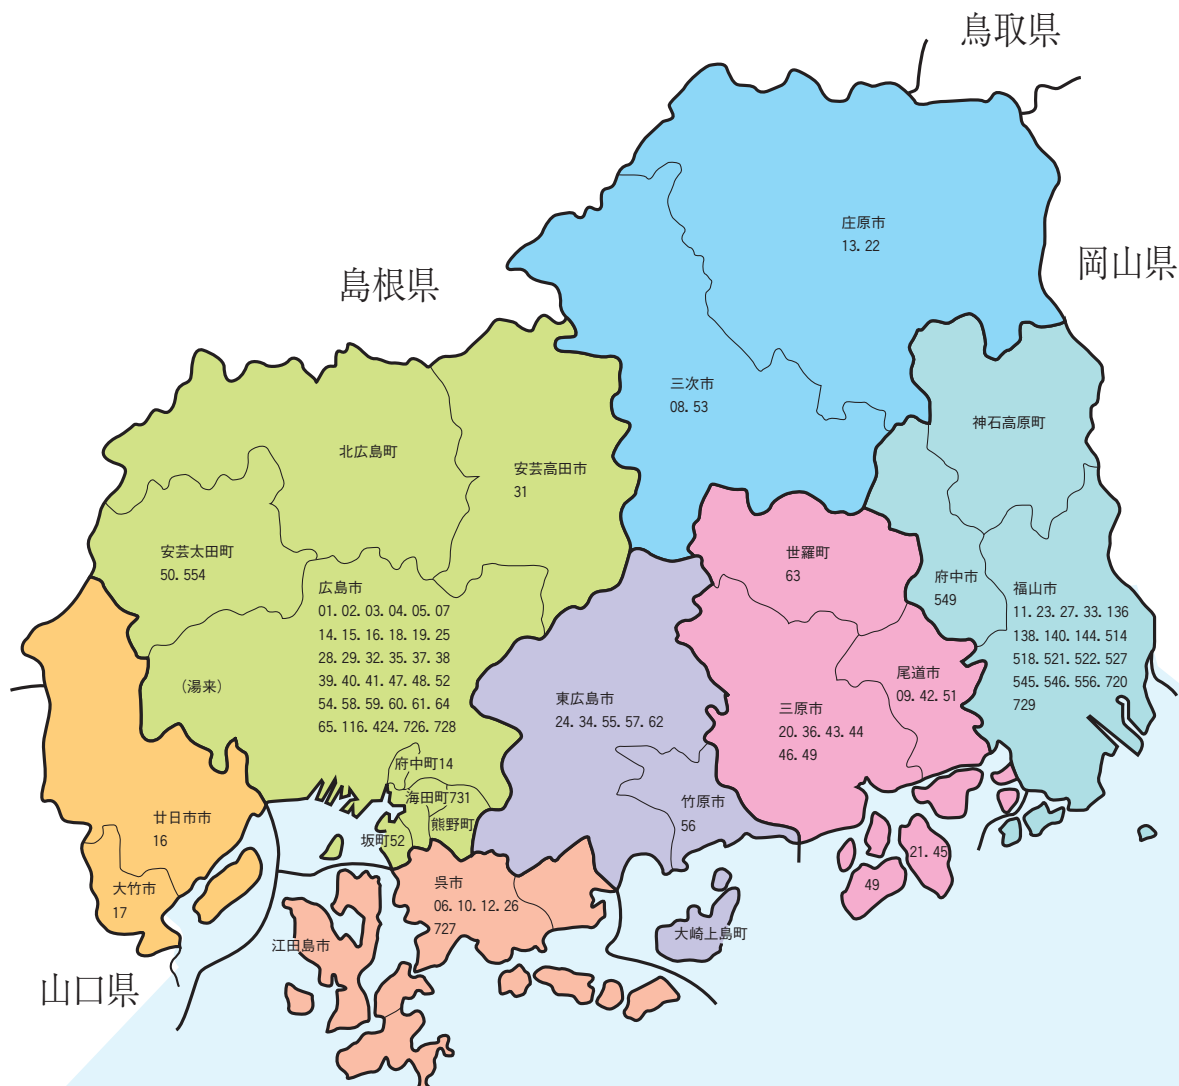 鳥取県
庄原市
13. 22
岡山県
島根県
三次市
08. 53
神石高原町
北広島町
安芸高田市
31
安芸太田町
50. 554
世羅町
63
府中市
549
福山市
11. 23. 27. 33. 136
138. 140. 144. 514
518. 521. 522. 527
545. 546. 556. 720
729
広島市
01. 02. 03. 04. 05. 07
14. 15. 16. 18. 19. 25
28. 29. 32. 35. 37. 38
39. 40. 41. 47. 48. 52
54. 58. 59. 60. 61. 64
65. 116. 424. 726. 728
(湯来)
東広島市
24. 34. 55. 57. 62
尾道市
09. 42. 51
三原市
20. 36. 43. 44
46. 49
府中町14
海田町731
熊野町
坂町52
竹原市
56
廿日市市
16
大竹市
17
呉市
06. 10. 12. 26
727
21. 45
49
江田島市
大崎上島町
山口県